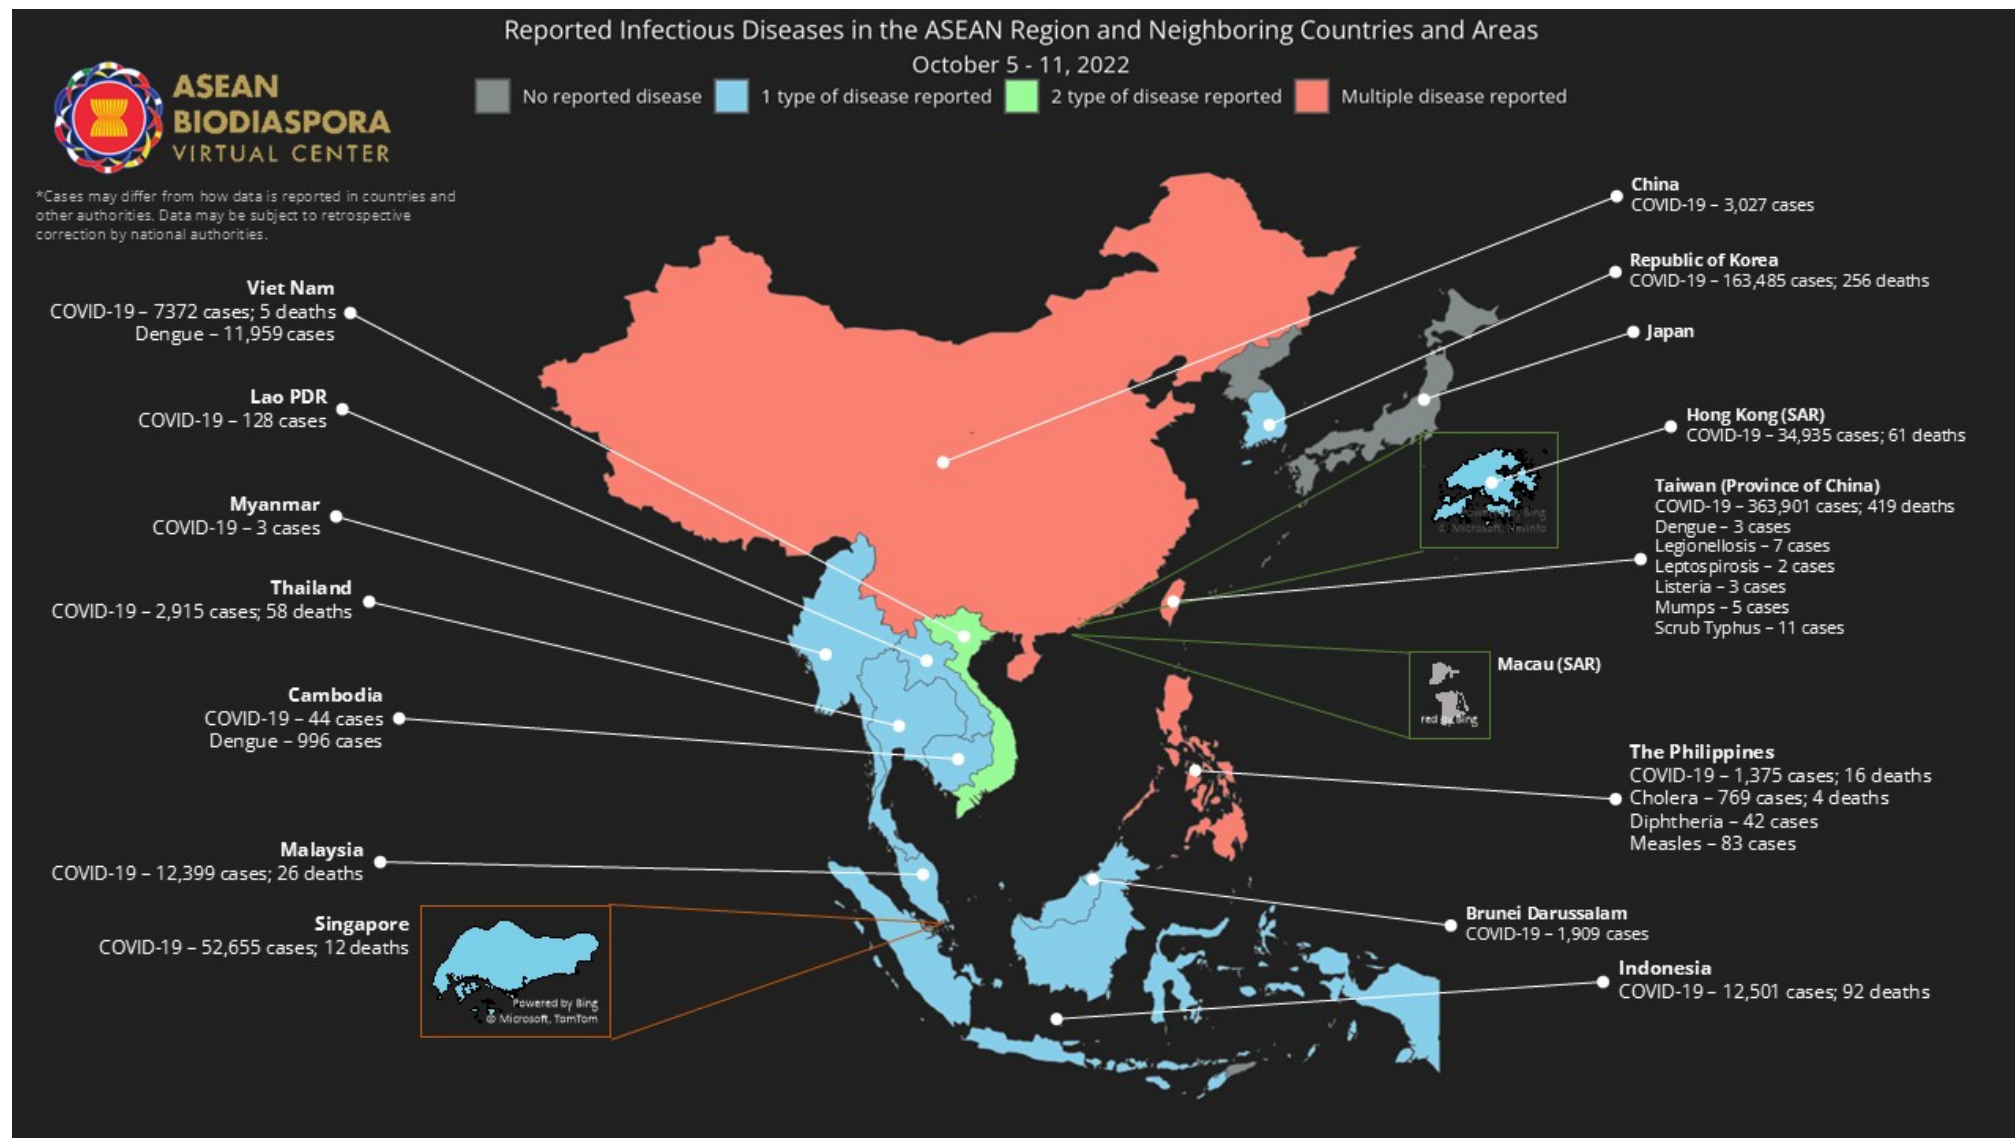 Reported Infectious Diseases in the ASEAN Region and Neighboring Countries and Areas
October 5 - 11, 2022
No reported disease
1 type of disease reported
2 type of disease reported
Multiple disease reported
ASEAN
BIODIASPORA
VIRTUAL CENTER
*Cases may differ from how data is reported in countries and
other authorities. Data may be subject to retrospective
correction by national authorities.
Viet Nam
COVID-19 – 7372 cases; 5 deaths
Dengue – 11,959 cases
Lao PDR
COVID-19 – 128 cases
Myanmar
COVID-19 – 3 cases
Thailand
COVID-19 – 2,915 cases; 58 deaths
Cambodia
COVID-19 – 44 cases
Dengue – 996 cases
Malaysia
COVID-19 – 12,399 cases; 26 deaths
Singapore
COVID-19 – 52,655 cases; 12 deaths
Powered by Bing
© Microsoft, TomTom
China
COVID-19 – 3,027 cases
Republic of Korea
COVID-19 – 163,485 cases; 256 deaths
Japan
Hong Kong (SAR)
COVID-19 – 34,935 cases; 61 deaths
Powered by Bing
© Microsoft, Navinfo
Taiwan (Province of China)
COVID-19 – 363,901 cases; 419 deaths
Dengue – 3 cases
Legionellosis – 7 cases
Leptospirosis – 2 cases
Listeria – 3 cases
Mumps – 5 cases
Scrub Typhus – 11 cases
Macau (SAR)
red by Bing
The Philippines
COVID-19 – 1,375 cases; 16 deaths
Cholera – 769 cases; 4 deaths
Diphtheria – 42 cases
Measles – 83 cases
Brunei Darussalam
COVID-19 – 1,909 cases
Indonesia
COVID-19 – 12,501 cases; 92 deaths